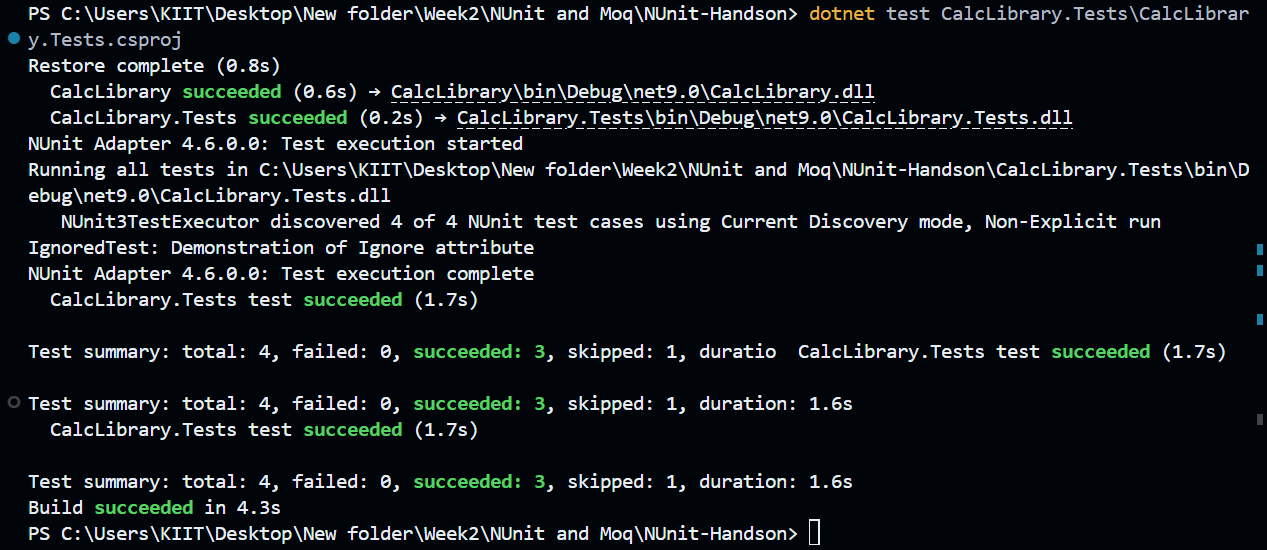 PS C:\Users\KIIT\Desktop\New folder\Week2\NUnit and Moq\NUnit-Handson> dotnet test CalcLibrary.Tests\CalcLibrar
y.Tests.csproj
Restore complete (0.8s)
  CalcLibrary succeeded (0.6s) → CalcLibrary\bin\Debug\net9.0\CalcLibrary.dll
  CalcLibrary.Tests succeeded (0.2s) → CalcLibrary.Tests\bin\Debug\net9.0\CalcLibrary.Tests.dll
NUnit Adapter 4.6.0.0: Test execution started
Running all tests in C:\Users\KIIT\Desktop\New folder\Week2\NUnit and Moq\NUnit-Handson\CalcLibrary.Tests\bin\D
ebug\net9.0\CalcLibrary.Tests.dll
   NUnit3TestExecutor discovered 4 of 4 NUnit test cases using Current Discovery mode, Non-Explicit run
IgnoredTest: Demonstration of Ignore attribute
NUnit Adapter 4.6.0.0: Test execution complete
  CalcLibrary.Tests test succeeded (1.7s)
Test summary: total: 4, failed: 0, succeeded: 3, skipped: 1, duratio  CalcLibrary.Tests test succeeded (1.7s)
Test summary: total: 4, failed: 0, succeeded: 3, skipped: 1, duration: 1.6s
  CalcLibrary.Tests test succeeded (1.7s)
Test summary: total: 4, failed: 0, succeeded: 3, skipped: 1, duration: 1.6s
Build succeeded in 4.3s
PS C:\Users\KIIT\Desktop\New folder\Week2\NUnit and Moq\NUnit-Handson>